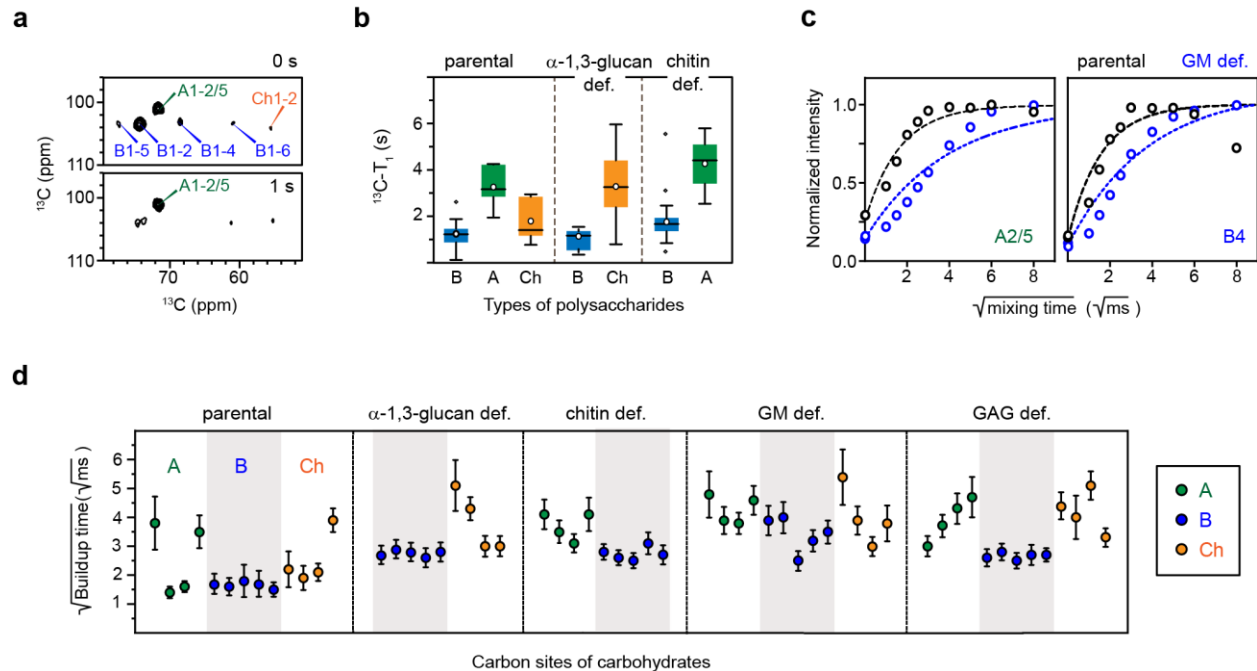 a
0 s
A1-2/5
Ch1-2
B1-5 B1-2 B1-4 B1-6
100
110
1 s
A1-2/5
100
110
¹³C (ppm)
70 60
¹³C (ppm)
b
parental α-1,3-glucan def. chitin def.
6
4
2
¹³C-T₁ (s)
B A Ch B Ch B A
Types of polysaccharides
c
parental GM def.
1.0
0.5
0.0
Normalized intensity
A2/5
B4
2 4 6 8 2 4 6 8
√mixing time (√ms)
d
parental α-1,3-glucan def. chitin def. GM def. GAG def.
A B Ch
6
5
4
3
2
1
√Buildup time(√ms)
A
B
Ch
Carbon sites of carbohydrates